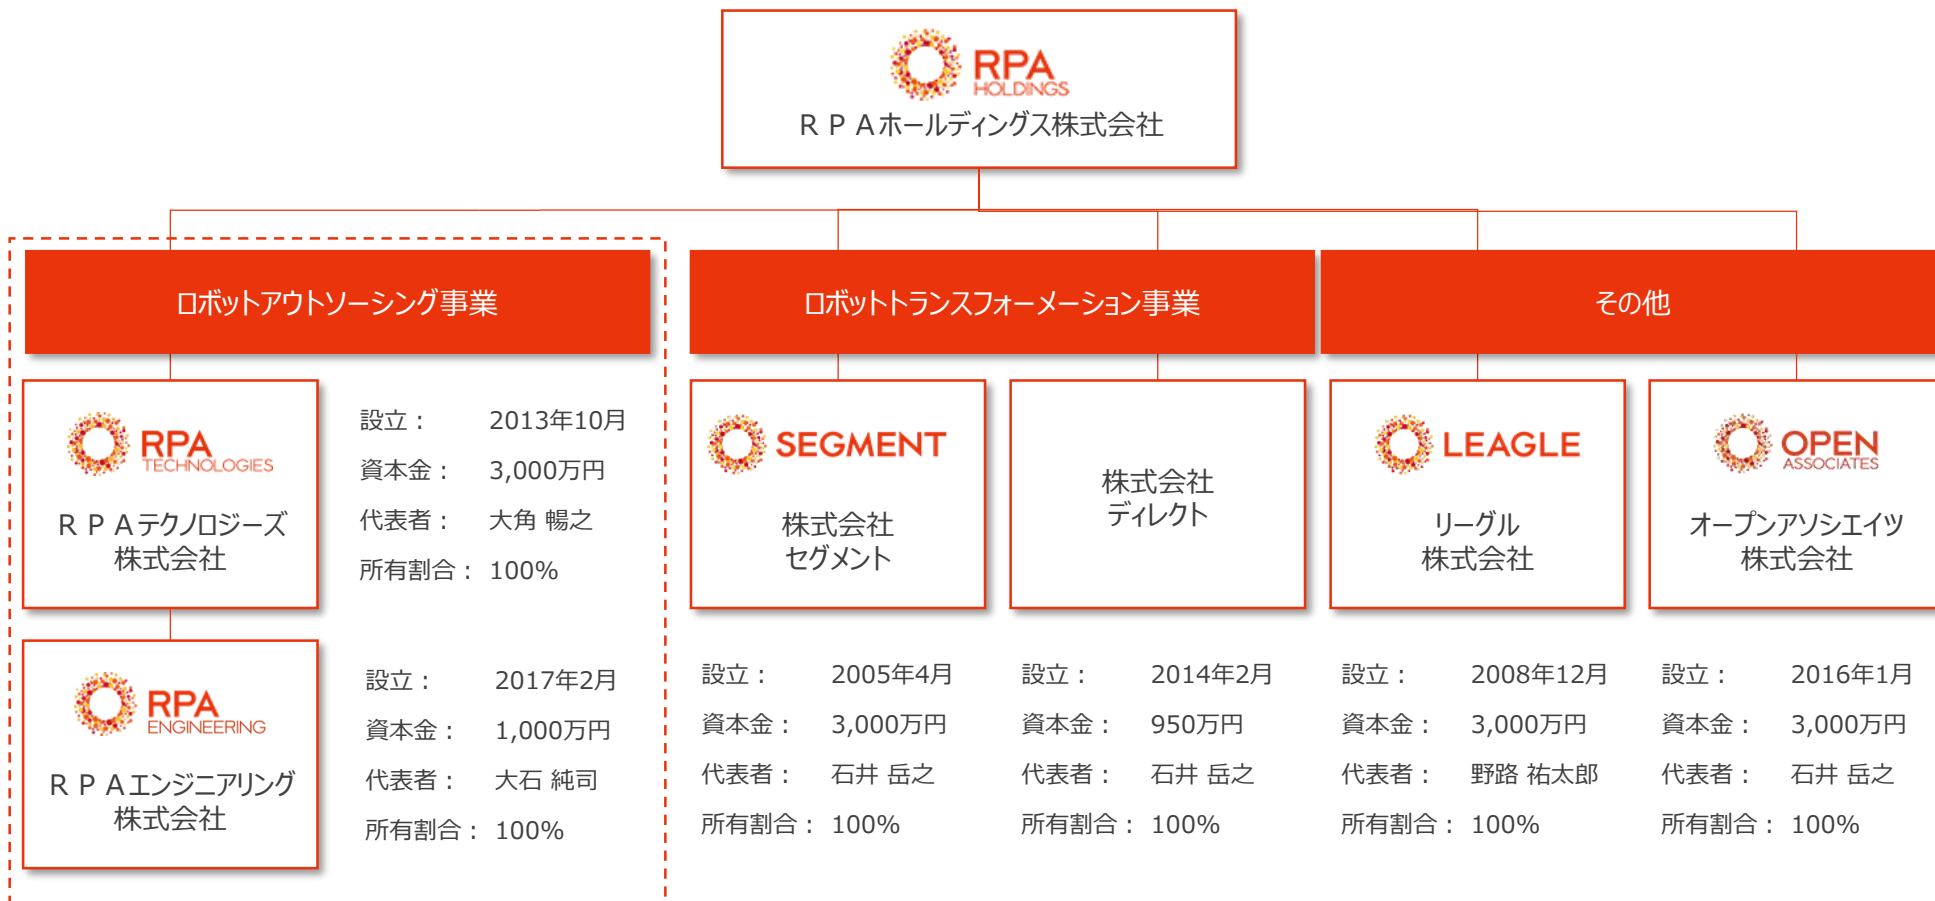 RPA
HOLDINGS
ＲＰＡホールディングス株式会社
ロボットアウトソーシング事業
RPA
TECHNOLOGIES
ＲＰＡテクノロジーズ
株式会社
設立： 2013年10月
資本金： 3,000万円
代表者： 大角 暢之
所有割合： 100%
RPA
ENGINEERING
ＲＰＡエンジニアリング
株式会社
設立： 2017年2月
資本金： 1,000万円
代表者： 大石 純司
所有割合： 100%
ロボットトランスフォーメーション事業
SEGMENT
株式会社
セグメント
設立： 2005年4月
資本金： 3,000万円
代表者： 石井 岳之
所有割合： 100%
株式会社
ディレクト
設立： 2014年2月
資本金： 950万円
代表者： 石井 岳之
所有割合： 100%
その他
LEAGLE
リーグル
株式会社
設立： 2008年12月
資本金： 3,000万円
代表者： 野路 祐太郎
所有割合： 100%
OPEN
ASSOCIATES
オープンアソシエイツ
株式会社
設立： 2016年1月
資本金： 3,000万円
代表者： 石井 岳之
所有割合： 100%